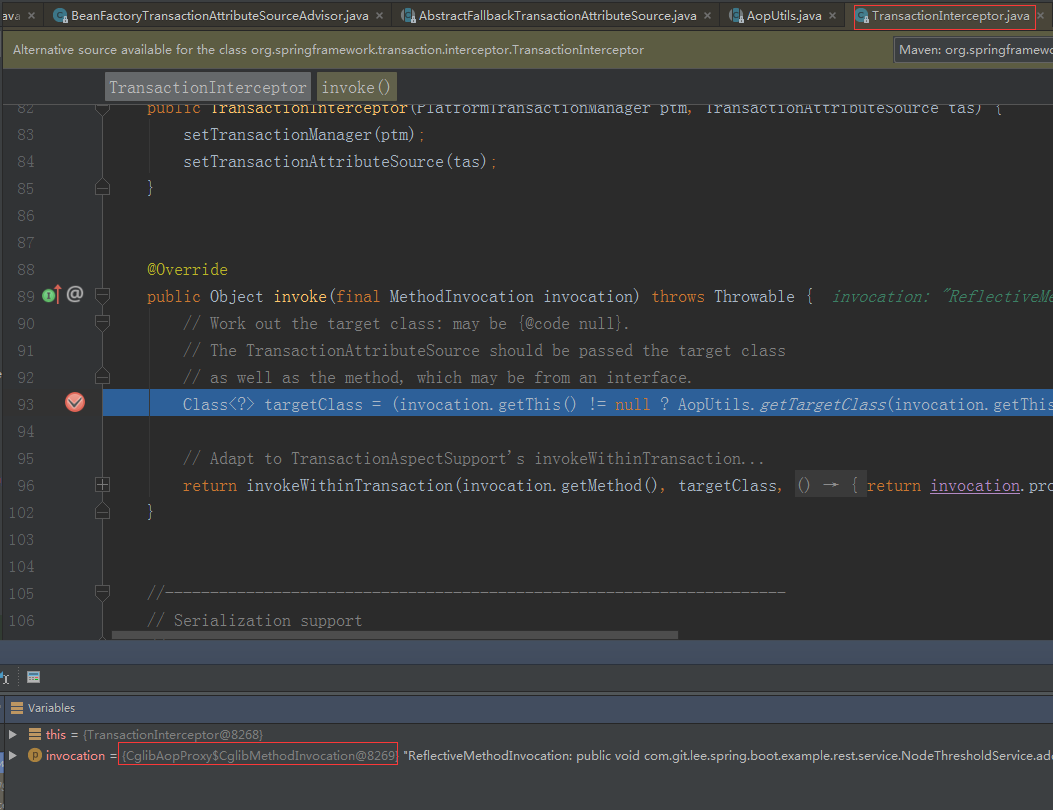 ava × BeanFactoryTransactionAttributeSourceAdvisor.java × AbstractFallbackTransactionAttributeSource.java × AopUtils.java × TransactionInterceptor.java ×
Alternative source available for the class org.springframework.transaction.interceptor.TransactionInterceptor Maven: org.springframewo
TransactionInterceptor invoke()
82 public TransactionInterceptor(PlatformTransactionManager ptm, TransactionAttributeSource tas) {
83 setTransactionManager(ptm);
84 setTransactionAttributeSource(tas);
85 }
86
87
88 @Override
89 public Object invoke(final MethodInvocation invocation) throws Throwable { invocation: "ReflectiveMe
90 // Work out the target class: may be {@code null}.
91 // The TransactionAttributeSource should be passed the target class
92 // as well as the method, which may be from an interface.
93 Class<?> targetClass = (invocation.getThis() != null ? AopUtils.getTargetClass(invocation.getThis
94
95 // Adapt to TransactionAspectSupport's invokeWithinTransaction...
96 return invokeWithinTransaction(invocation.getMethod(), targetClass, () → { return invocation.pro
102 }
103
104
105 //---------------------------------------------------------------------
106 // Serialization support
Variables
this = {TransactionInterceptor@8268}
invocation = {CglibAopProxy$CglibMethodInvocation@8269} "ReflectiveMethodInvocation: public void com.git.lee.spring.boot.example.rest.service.NodeThresholdService.add